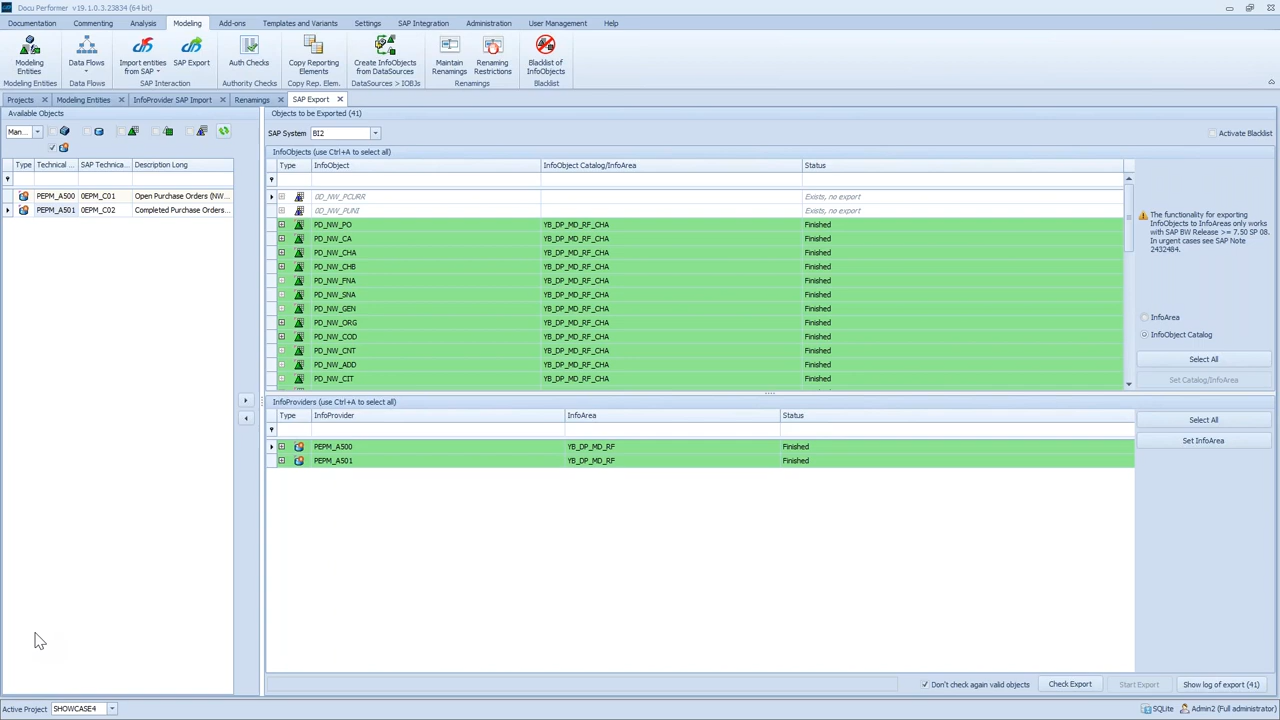 Docu Performer v19.1.0.3.23834 (64 bit)
Documentation Commenting Analysis Modeling Add-ons Templates and Variants Settings SAP Integration Administration User Management Help
Modeling Entities
Data Flows
Import entities from SAP
SAP Export
Auth Checks
Copy Reporting Elements
Create InfoObjects from DataSources
Maintain Renamings
Renaming Restrictions
Blacklist of InfoObjects
Modeling Entities Data Flows SAP Interaction Authority Checks Copy Rep. Elem. DataSources > IOBJs Renamings Blacklist
Projects Modeling Entities InfoProvider SAP Import Renamings SAP Export
Available Objects
Man...
Type Technical ... SAP Technica... Description Long
PEPM_A500 0EPM_C01 Open Purchase Orders (NW...
PEPM_A501 0EPM_C02 Completed Purchase Orders...
Objects to be Exported (41)
SAP System BI2
Activate Blacklist
InfoObjects (use Ctrl+A to select all)
Type InfoObject InfoObject Catalog/InfoArea Status
0D_NW_PCURR Exists, no export
0D_NW_PUNI Exists, no export
PD_NW_PO YB_DP_MD_RF_CHA Finished
PD_NW_CA YB_DP_MD_RF_CHA Finished
PD_NW_CHA YB_DP_MD_RF_CHA Finished
PD_NW_CHB YB_DP_MD_RF_CHA Finished
PD_NW_FNA YB_DP_MD_RF_CHA Finished
PD_NW_SNA YB_DP_MD_RF_CHA Finished
PD_NW_GEN YB_DP_MD_RF_CHA Finished
PD_NW_ORG YB_DP_MD_RF_CHA Finished
PD_NW_COD YB_DP_MD_RF_CHA Finished
PD_NW_CNT YB_DP_MD_RF_CHA Finished
PD_NW_ADD YB_DP_MD_RF_CHA Finished
PD_NW_CIT YB_DP_MD_RF_CHA Finished
The functionality for exporting
InfoObjects to InfoAreas only works
with SAP BW Release >= 7.50 SP 08.
In urgent cases see SAP Note
2432484.
InfoArea
InfoObject Catalog
Select All
Set Catalog/InfoArea
InfoProviders (use Ctrl+A to select all)
Type InfoProvider InfoArea Status
PEPM_A500 YB_DP_MD_RF Finished
PEPM_A501 YB_DP_MD_RF Finished
Select All
Set InfoArea
Don't check again valid objects Check Export Start Export Show log of export (41)
Active Project SHOWCASE4
SQLite Admin2 (Full administrator)